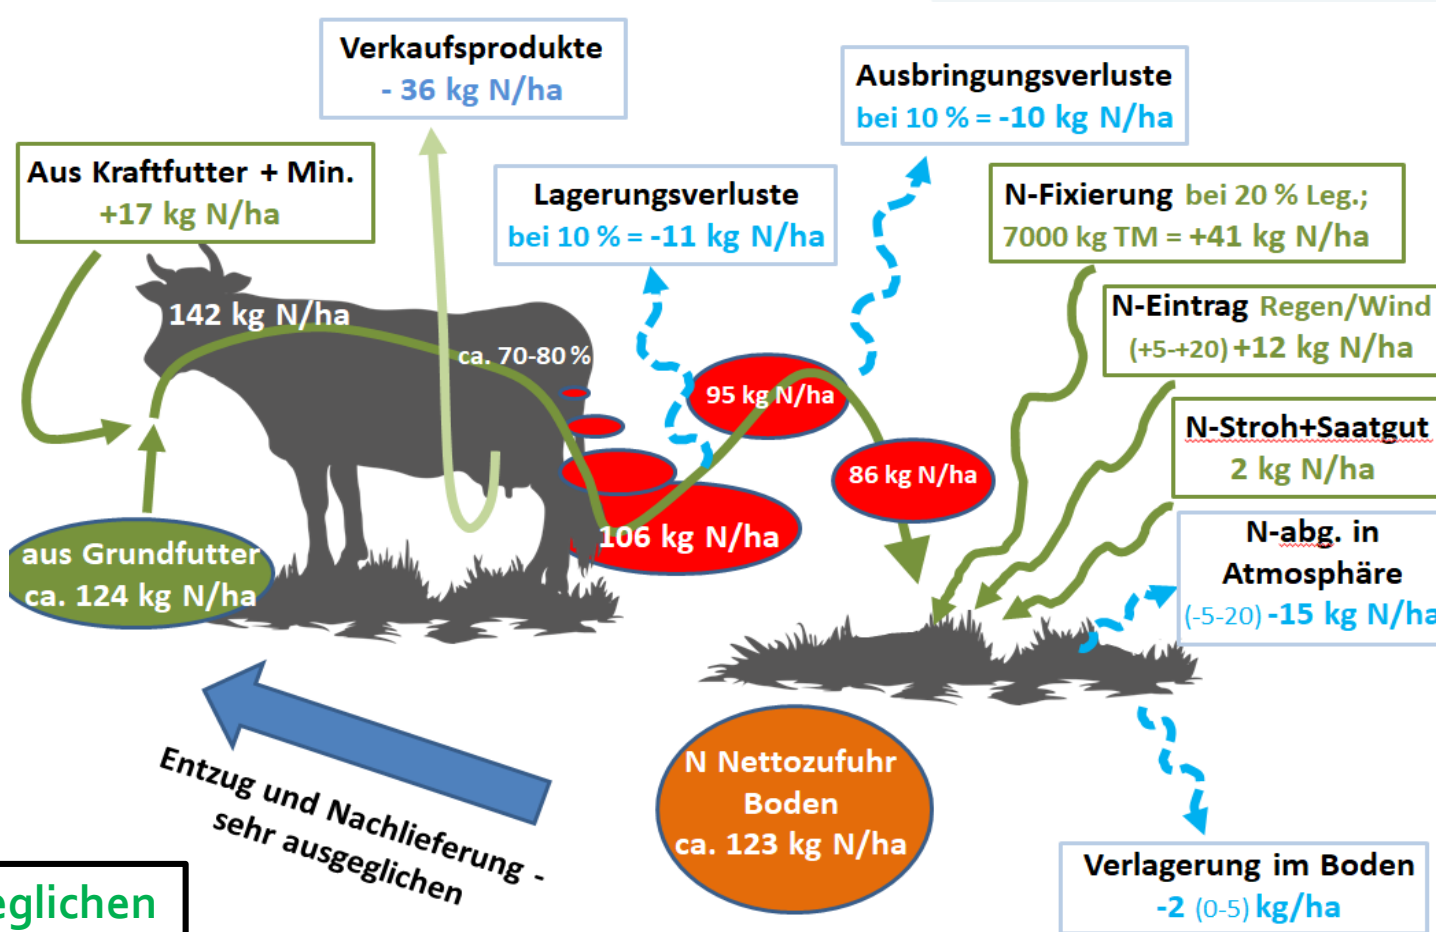 Verkaufsprodukte
- 36 kg N/ha
Ausbringungsverluste
bei 10 % = -10 kg N/ha
Aus Kraftfutter + Min.
+17 kg N/ha
Lagerungsverluste
bei 10 % = -11 kg N/ha
N-Fixierung bei 20 % Leg.;
7000 kg TM = +41 kg N/ha
N-Eintrag Regen/Wind
(+5-+20) +12 kg N/ha
142 kg N/ha
ca. 70-80 %
95 kg N/ha
N-Stroh+Saatgut
2 kg N/ha
86 kg N/ha
106 kg N/ha
aus Grundfutter
ca. 124 kg N/ha
N-abg. in
Atmosphäre
(-5-20) -15 kg N/ha
Entzug und Nachlieferung -
sehr ausgeglichen
N Nettozufuhr
Boden
ca. 123 kg N/ha
Verlagerung im Boden
-2 (0-5) kg/ha
eglichen